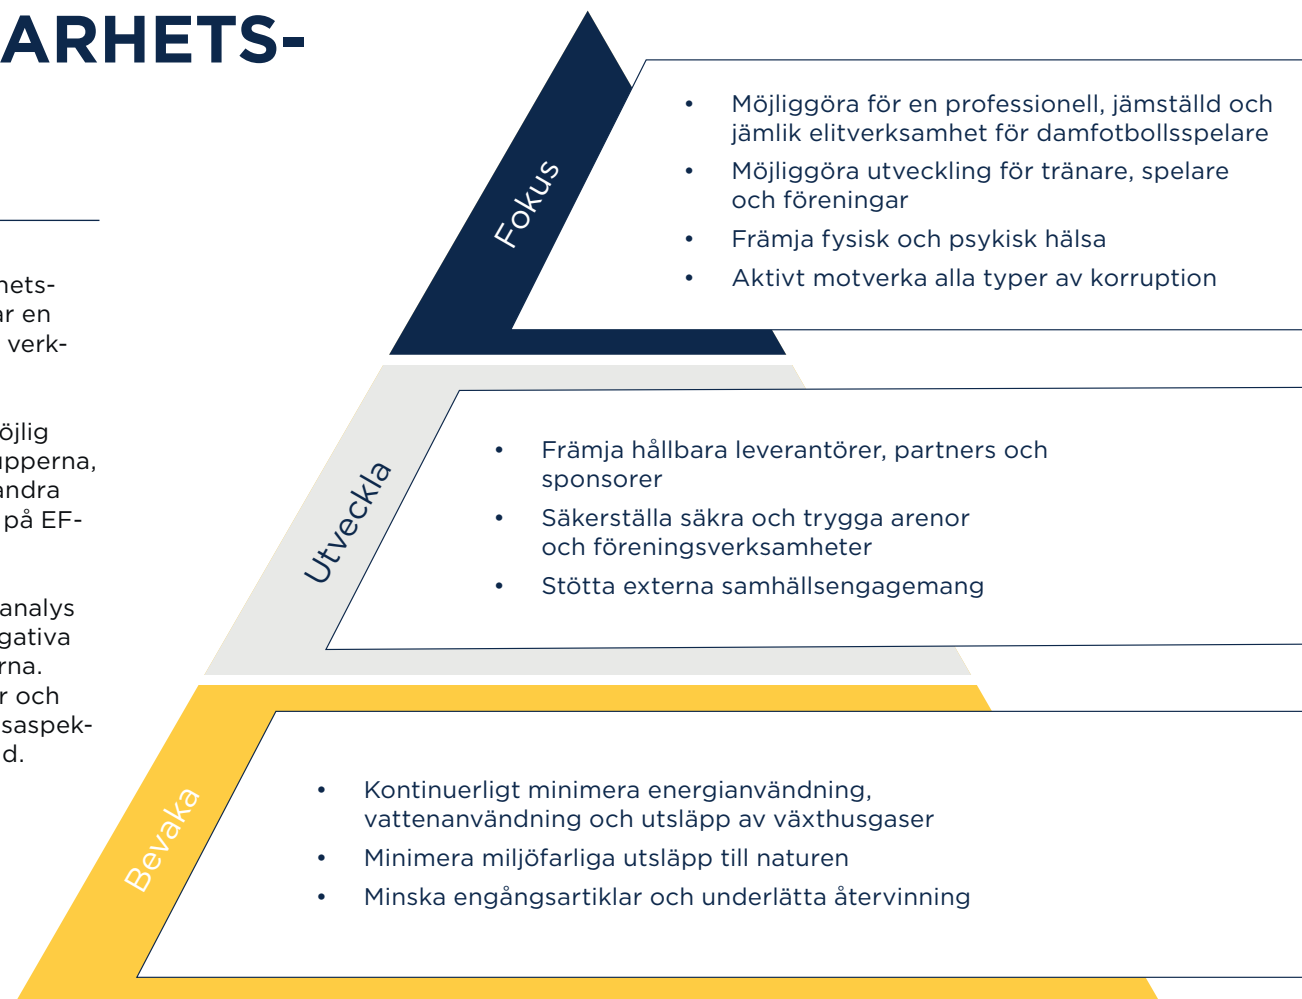 ARHETS-
nets-
ar en
verk-
öjlig
upperna,
andra
på EF-
analys
gativa
rna.
r och
saspek-
d.
Fokus
• Möjliggöra för en professionell, jämställd och
jämlik elitverksamhet för damfotbollsspelare
• Möjliggöra utveckling för tränare, spelare
och föreningar
• Främja fysisk och psykisk hälsa
• Aktivt motverka alla typer av korruption
Utveckla
• Främja hållbara leverantörer, partners och
sponsorer
• Säkerställa säkra och trygga arenor
och föreningsverksamheter
• Stötta externa samhällsengagemang
Bevaka
• Kontinuerligt minimera energianvändning,
vattenanvändning och utsläpp av växthusgaser
• Minimera miljöfarliga utsläpp till naturen
• Minska engångsartiklar och underlätta återvinning